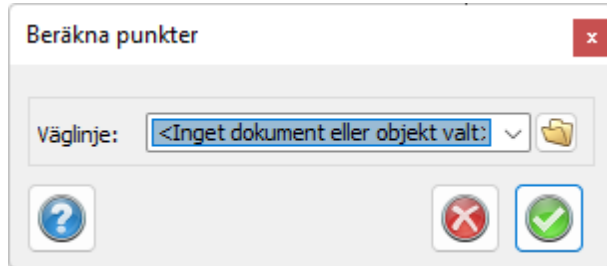 Beräkna punkter
Väglinje:
<Inget dokument eller objekt valt>